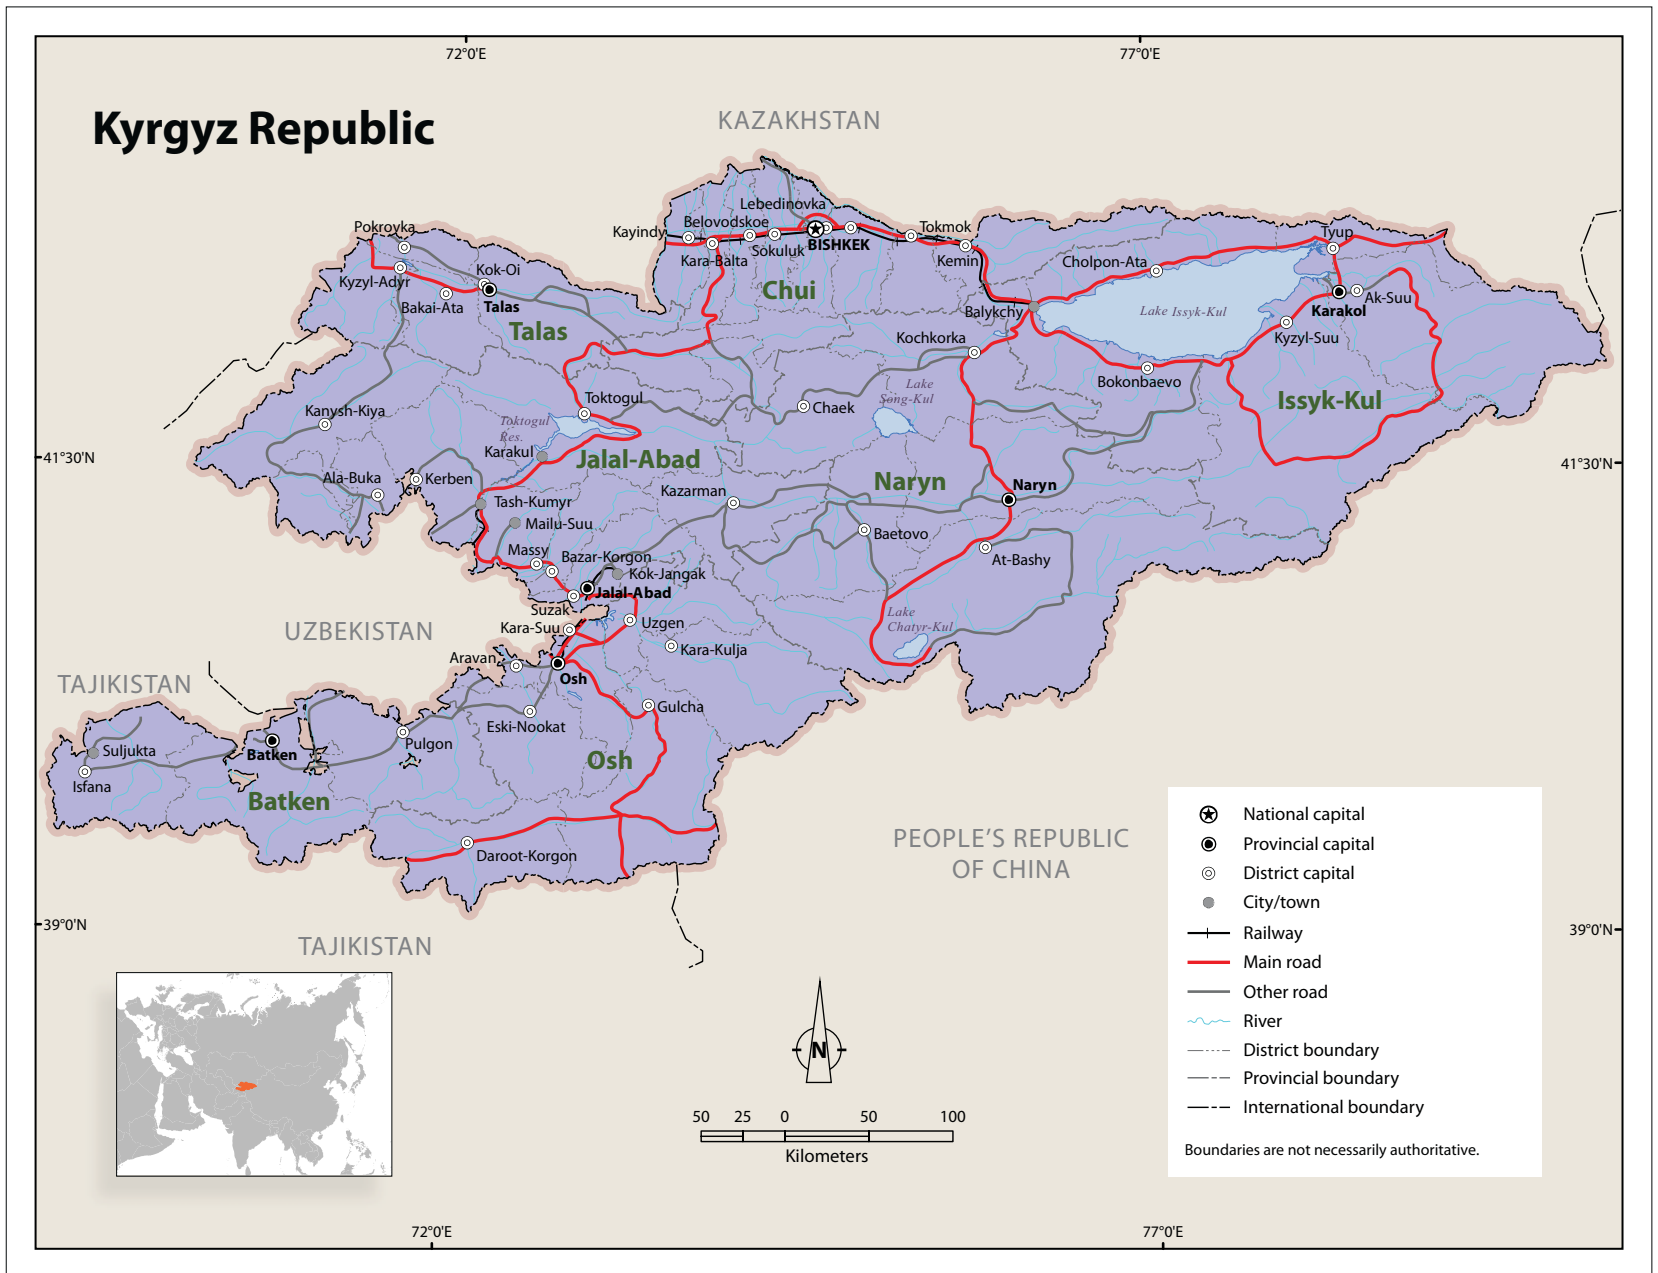 72°0'E
77°0'E
Kyrgyz Republic
KAZAKHSTAN
Lebedinovka
Pokrovka
Belovodskoe
Kayindy
Tokmok
Tyup
BISHKEK
Sokuluk
Kara-Balta
Kemin
Cholpon-Ata
Kok-Oi
Kyzyl-Adyr
Bakai-Ata
Talas
Chui
Ak-Suu
Karakol
Balykchy
Lake Issyk-Kul
Talas
Kochkorka
Kyzyl-Suu
Bokonbaevo
Lake
Song-Kul
Toktogul
Chaek
Issyk-Kul
Kanysh-Kiya
Toktogul
Res.
Karakul
41°30'N
Jalal-Abad
41°30'N
Ala-Buka
Kerben
Naryn
Naryn
Kazarman
Tash-Kumyr
Mailu-Suu
Baetovo
Massy
Bazar-Korgon
At-Bashy
Kok-Jangak
Jalal-Abad
Suzak
Lake
Chatyr-Kul
Kara-Suu
Uzgen
UZBEKISTAN
Kara-Kulja
Aravan
Osh
TAJIKISTAN
Gulcha
Eski-Nookat
Pulgon
Suljukta
Batken
Osh
Isfana
Batken
PEOPLE'S REPUBLIC
OF CHINA
Daroot-Korgon
39°0'N
39°0'N
TAJIKISTAN
National capital
Provincial capital
District capital
City/town
Railway
Main road
Other road
River
District boundary
Provincial boundary
International boundary
Boundaries are not necessarily authoritative.
N
50 25 0 50 100
Kilometers
72°0'E
77°0'E